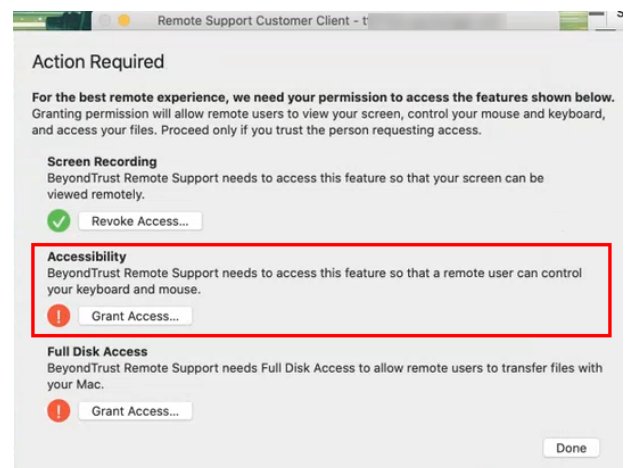 Remote Support Customer Client - t
S
Action Required
For the best remote experience, we need your permission to access the features shown below.
Granting permission will allow remote users to view your screen, control your mouse and keyboard,
and access your files. Proceed only if you trust the person requesting access.
Screen Recording
BeyondTrust Remote Support needs to access this feature so that your screen can be
viewed remotely.
Revoke Access...
Accessibility
BeyondTrust Remote Support needs to access this feature so that a remote user can control
your keyboard and mouse.
! Grant Access...
Full Disk Access
BeyondTrust Remote Support needs Full Disk Access to allow remote users to transfer files with
your Mac.
! Grant Access...
Done